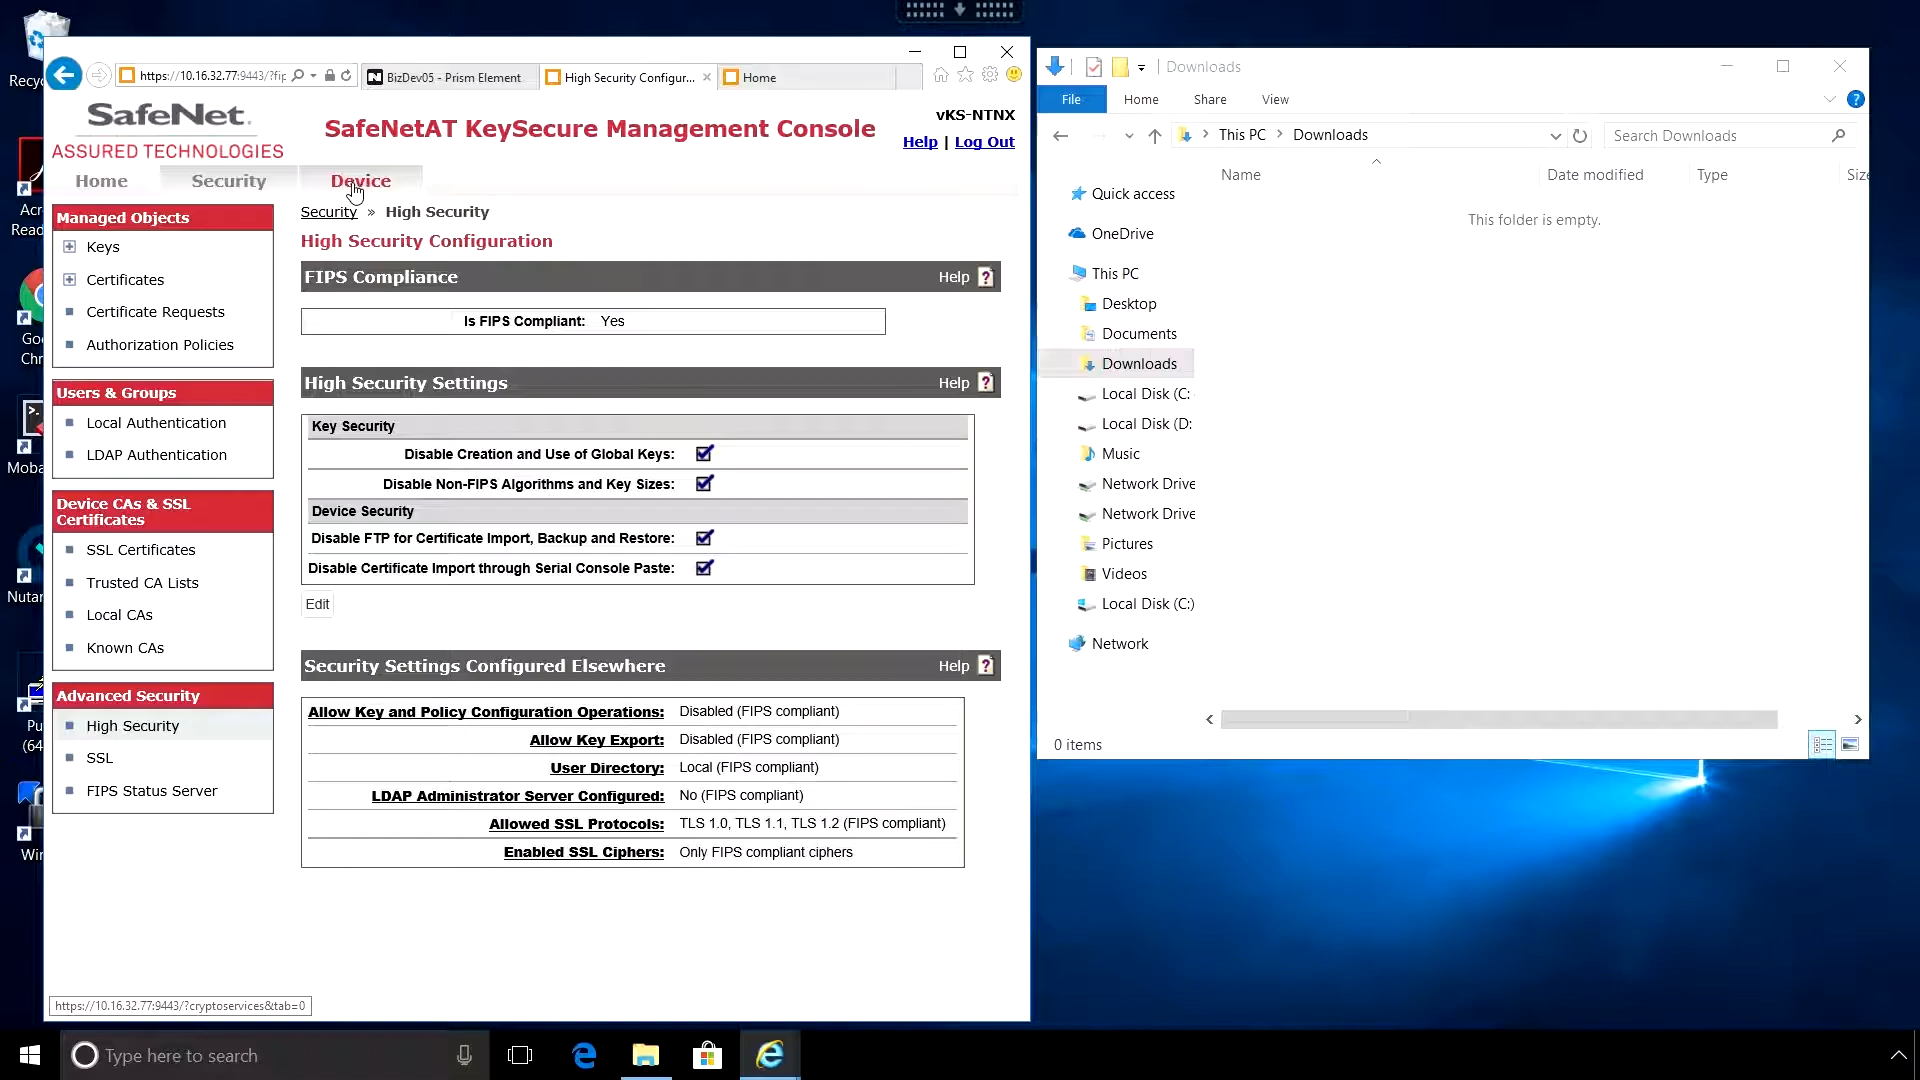 Recyc
https://10.16.32.77:9443/?fip
BizDev05 - Prism Element
High Security Configur...
Home
SafeNet.
ASSURED TECHNOLOGIES
SafeNetAT KeySecure Management Console
vKS-NTNX
Help | Log Out
Home
Security
Device
Security » High Security
High Security Configuration
Managed Objects
Keys
Certificates
Certificate Requests
Authorization Policies
Users & Groups
Local Authentication
LDAP Authentication
Device CAs & SSL
Certificates
SSL Certificates
Trusted CA Lists
Local CAs
Known CAs
Advanced Security
High Security
SSL
FIPS Status Server
FIPS Compliance
Help ?
Is FIPS Compliant: Yes
High Security Settings
Help ?
Key Security
Disable Creation and Use of Global Keys:
Disable Non-FIPS Algorithms and Key Sizes:
Device Security
Disable FTP for Certificate Import, Backup and Restore:
Disable Certificate Import through Serial Console Paste:
Edit
Security Settings Configured Elsewhere
Help ?
Allow Key and Policy Configuration Operations: Disabled (FIPS compliant)
Allow Key Export: Disabled (FIPS compliant)
User Directory: Local (FIPS compliant)
LDAP Administrator Server Configured: No (FIPS compliant)
Allowed SSL Protocols: TLS 1.0, TLS 1.1, TLS 1.2 (FIPS compliant)
Enabled SSL Ciphers: Only FIPS compliant ciphers
https://10.16.32.77:9443/?cryptoservices&tab=0
Acr
Read
Goo
Chr
Moba
Nutar
Pu
(64
Win
Downloads
File
Home
Share
View
This PC
Downloads
Search Downloads
Name
Date modified
Type
Size
This folder is empty.
Quick access
OneDrive
This PC
Desktop
Documents
Downloads
Local Disk (C:
Local Disk (D:
Music
Network Drive
Network Drive
Pictures
Videos
Local Disk (C:)
Network
0 items
Type here to search